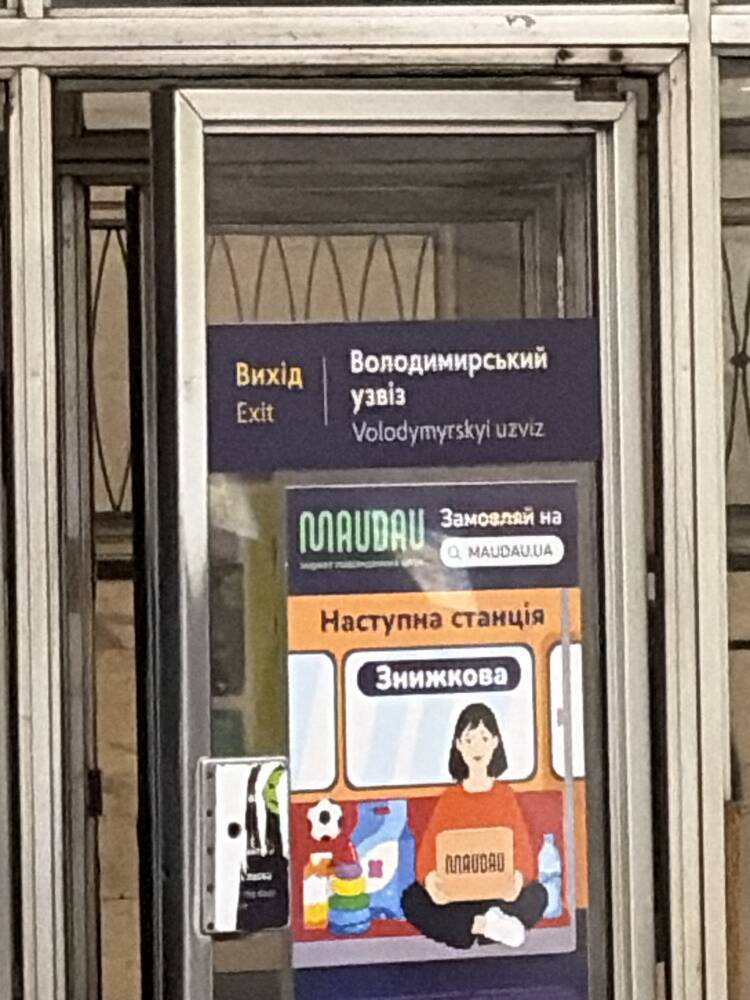 Вихід
Exit
Володимирський
узвіз
Volodymyrskyi uzviz
MAUDAU
Замовляй на
MAUDAU.UA
Наступна станція
Знижкова
MAUDAU